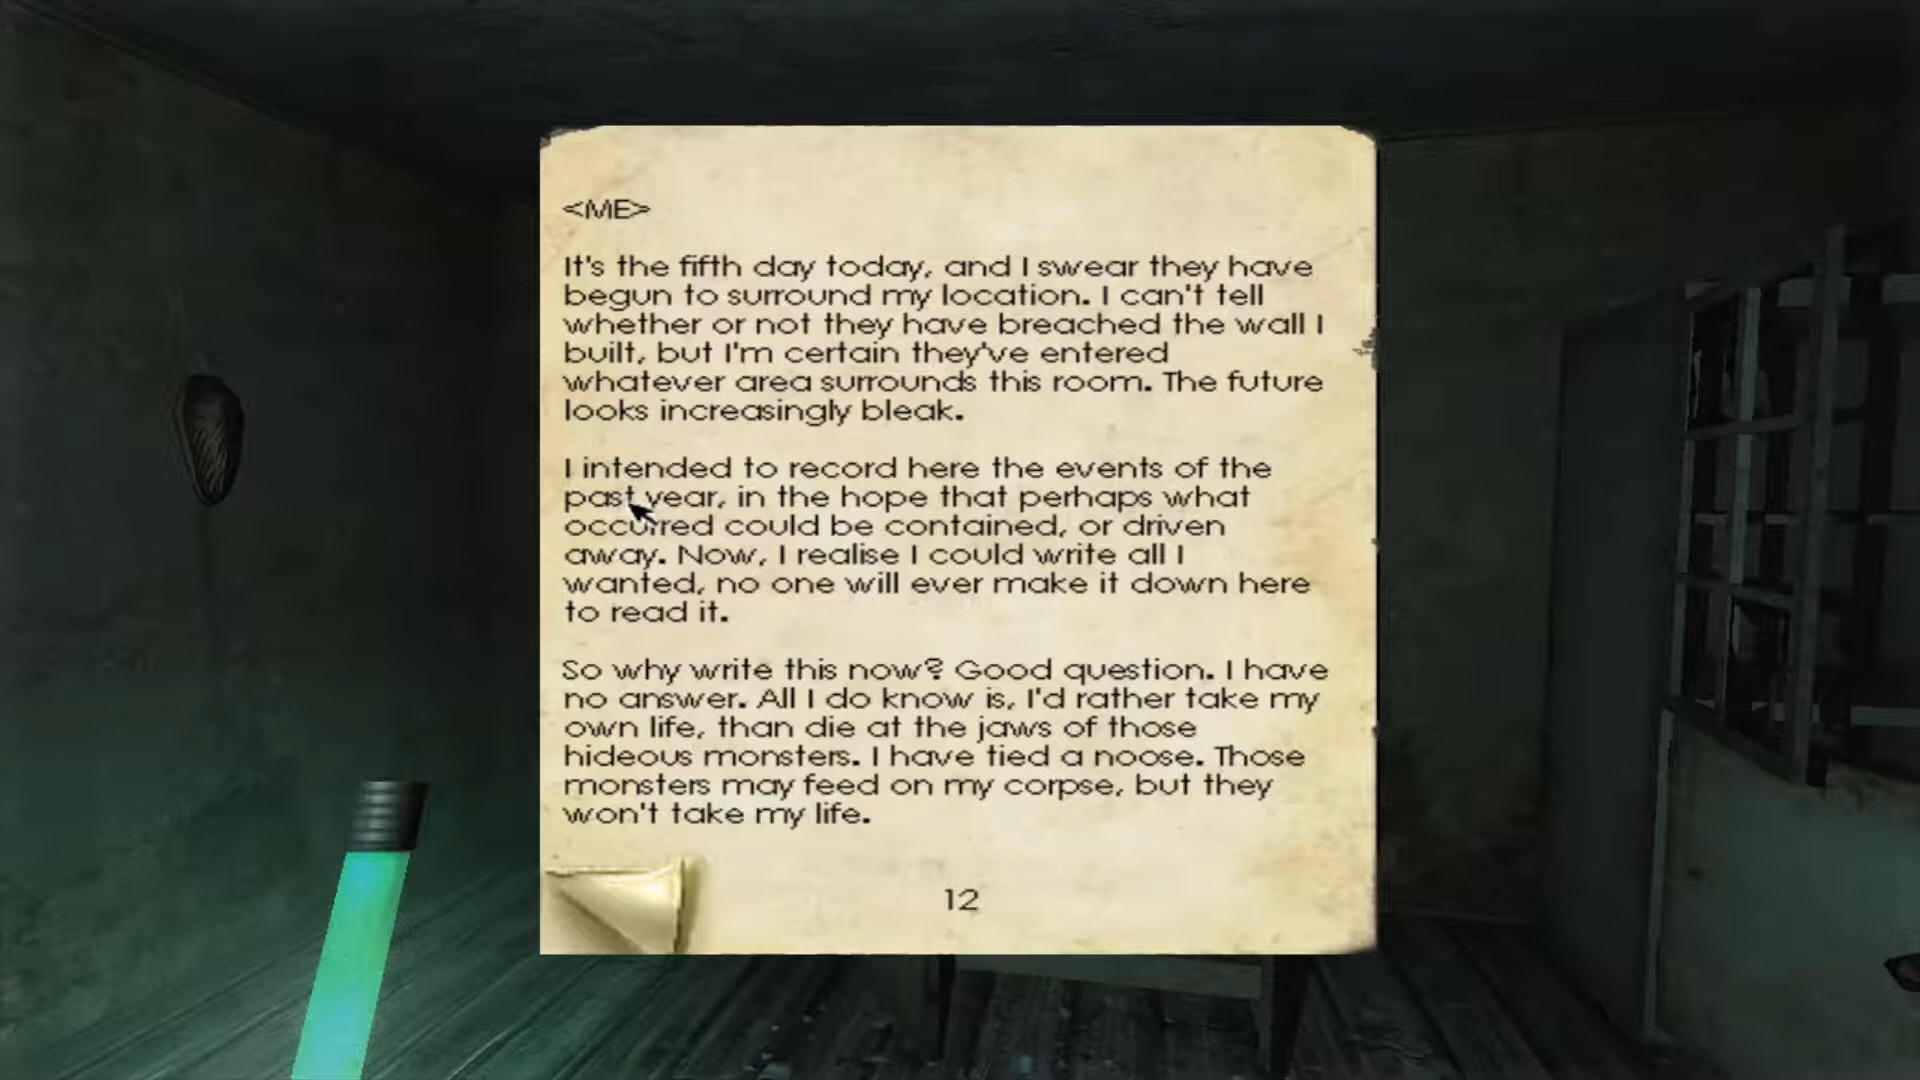 <ME>
It's the fifth day today, and I swear they have
begun to surround my location. I can't tell
whether or not they have breached the wall I
built, but I'm certain they've entered
whatever area surrounds this room. The future
looks increasingly bleak.
I intended to record here the events of the
past year, in the hope that perhaps what
occurred could be contained, or driven
away. Now, I realise I could write all I
wanted, no one will ever make it down here
to read it.
So why write this now? Good question. I have
no answer. All I do know is, I'd rather take my
own life, than die at the jaws of those
hideous monsters. I have tied a noose. Those
monsters may feed on my corpse, but they
won't take my life.
12